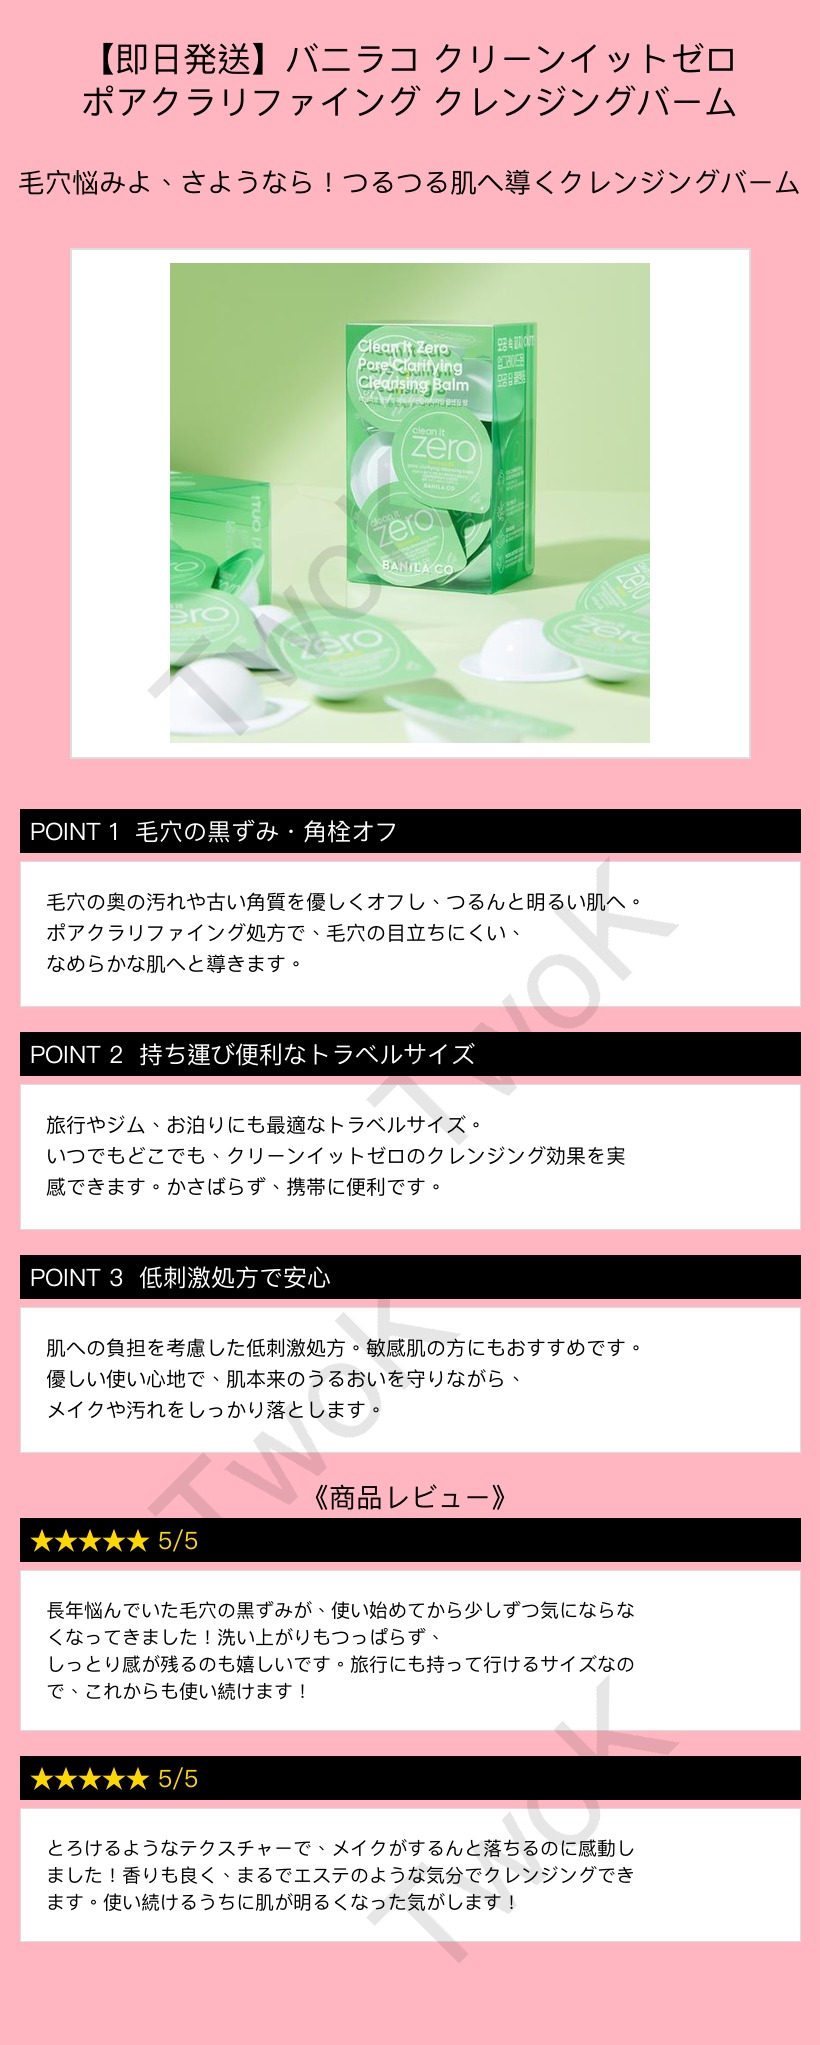 【即日発送】バニラコ クリーンイットゼロ
ポアクラリファイング クレンジングバーム
毛穴悩みよ、さようなら！つるつる肌へ導くクレンジングバーム
Clean It Zero
Pore Clarifying
Cleansing Balm
clean it
zero
BANILA CO
clean it
zero
BANILA CO
zero
zero
zero
TwoK
POINT 1 毛穴の黒ずみ・角栓オフ
毛穴の奥の汚れや古い角質を優しくオフし、つるんと明るい肌へ。
ポアクラリファイング処方で、毛穴の目立ちにくい、
なめらかな肌へと導きます。
TwoK
POINT 2 持ち運び便利なトラベルサイズ
旅行やジム、お泊りにも最適なトラベルサイズ。
いつでもどこでも、クリーンイットゼロのクレンジング効果を実
感できます。かさばらず、携帯に便利です。
POINT 3 低刺激処方で安心
肌への負担を考慮した低刺激処方。敏感肌の方にもおすすめです。
優しい使い心地で、肌本来のうるおいを守りながら、
メイクや汚れをしっかり落とします。
TwoK
《商品レビュー》
★★★★★ 5/5
長年悩んでいた毛穴の黒ずみが、使い始めてから少しずつ気にならな
くなってきました！洗い上がりもつっぱらず、
しっとり感が残るのも嬉しいです。旅行にも持って行けるサイズなの
で、これからも使い続けます！
★★★★★ 5/5
とろけるようなテクスチャーで、メイクがするんと落ちるのに感動し
ました！香りも良く、まるでエステのような気分でクレンジングでき
ます。使い続けるうちに肌が明るくなった気がします！
TwoK